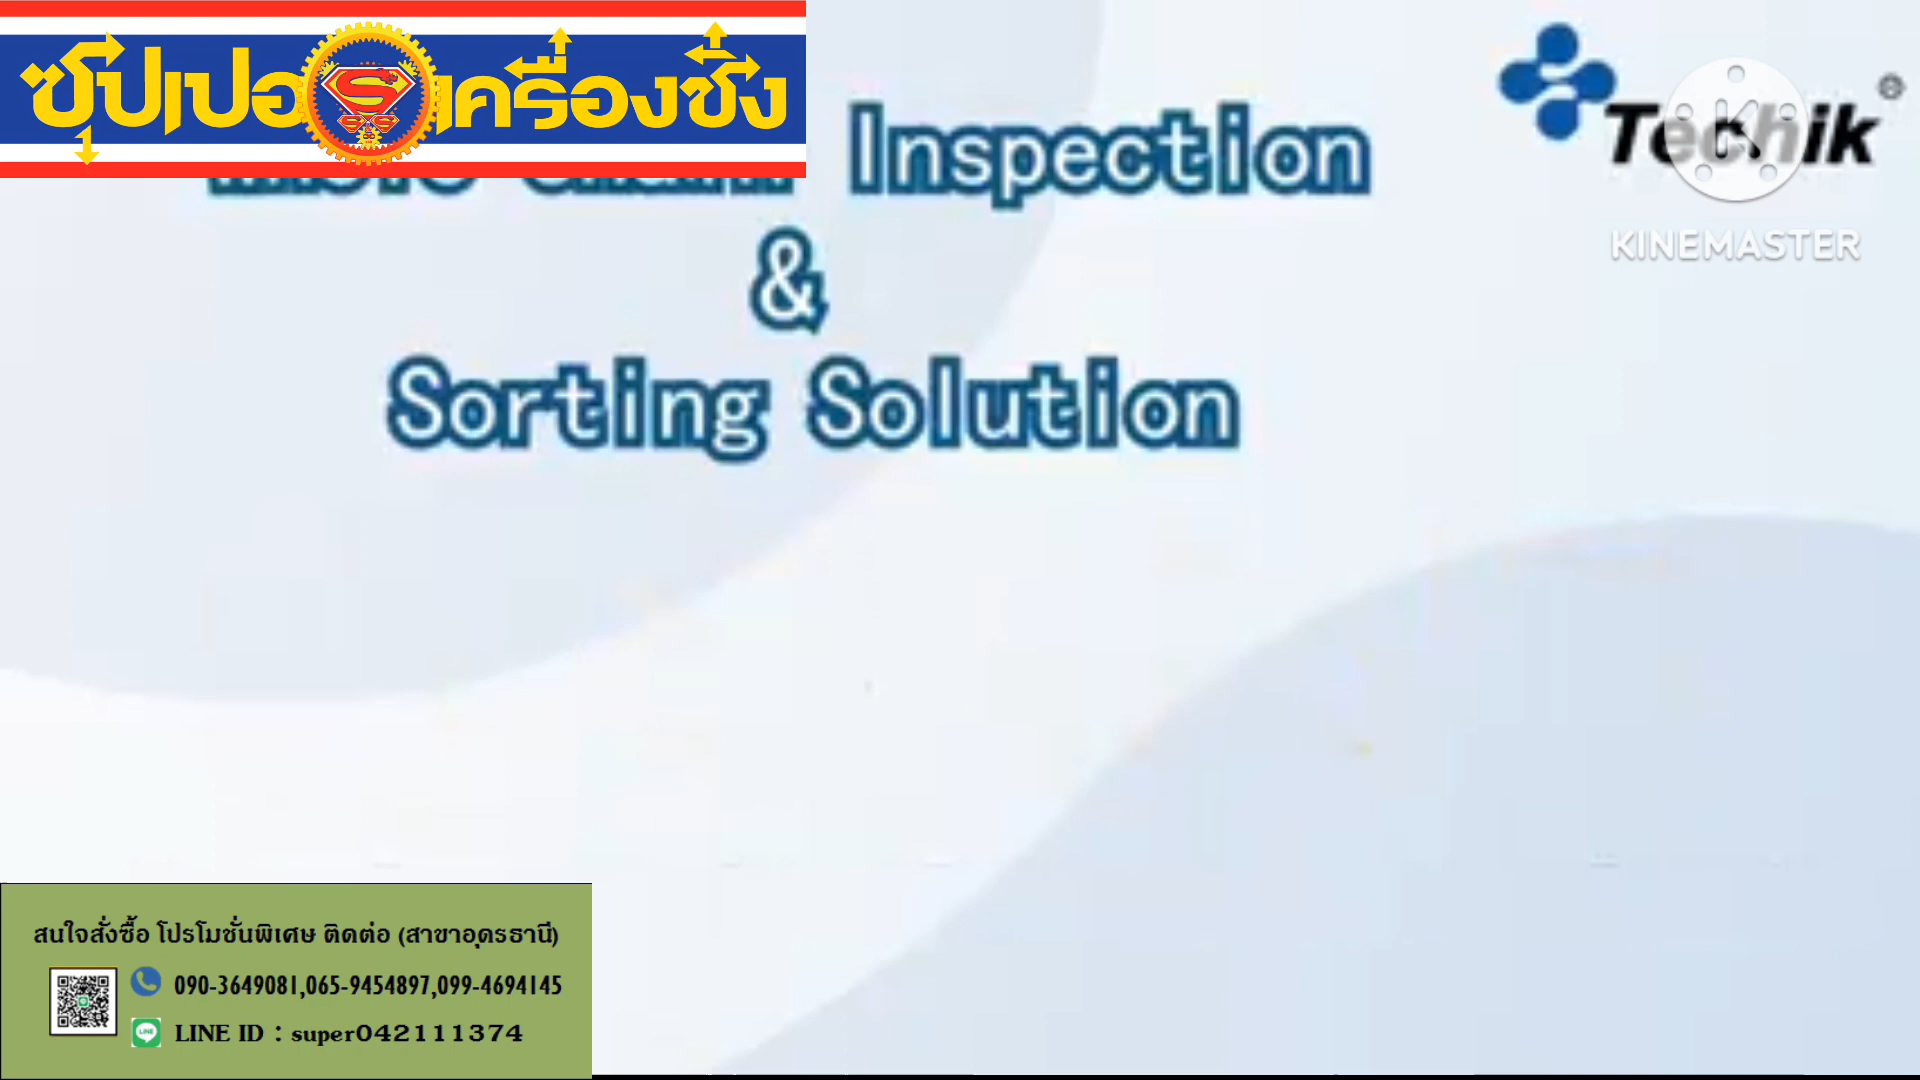 ซุปเปอร์เครื่องชั่ง
Techik
Inspection
KINEMASTER
&
Sorting Solution
สนใจสั่งซื้อ โปรโมชั่นพิเศษ ติดต่อ (สาขาอุดรธานี)
090-3649081,065-9454897,099-4694145
LINE ID : super042111374